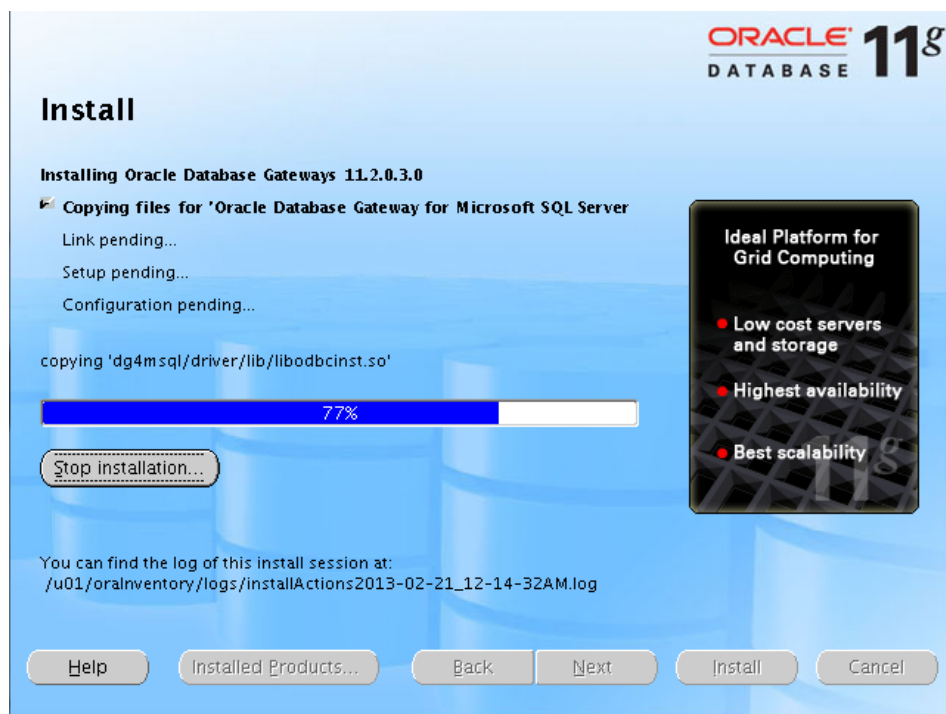 ORACLE 11g
DATABASE
Install
Installing Oracle Database Gateways 11.2.0.3.0
Copying files for 'Oracle Database Gateway for Microsoft SQL Server
Link pending...
Setup pending...
Configuration pending...
copying 'dg4msql/driver/lib/libodbcinst.so'
77%
Stop installation...
Ideal Platform for
Grid Computing
Low cost servers
and storage
Highest availability
Best scalability
11g
You can find the log of this install session at:
/u01/oraInventory/logs/installActions2013-02-21_12-14-32AM.log
Help Installed Products... Back Next Install Cancel